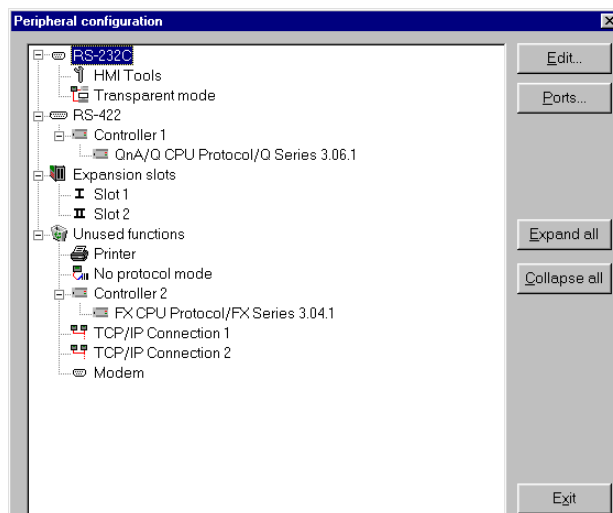 Peripheral configuration
RS-232C
HMI Tools
Transparent mode
RS-422
Controller 1
QnA/Q CPU Protocol/Q Series 3.06.1
Expansion slots
I Slot 1
II Slot 2
Unused functions
Printer
No protocol mode
Controller 2
FX CPU Protocol/FX Series 3.04.1
TCP/IP Connection 1
TCP/IP Connection 2
Modem
Edit...
Ports...
Expand all
Collapse all
Exit